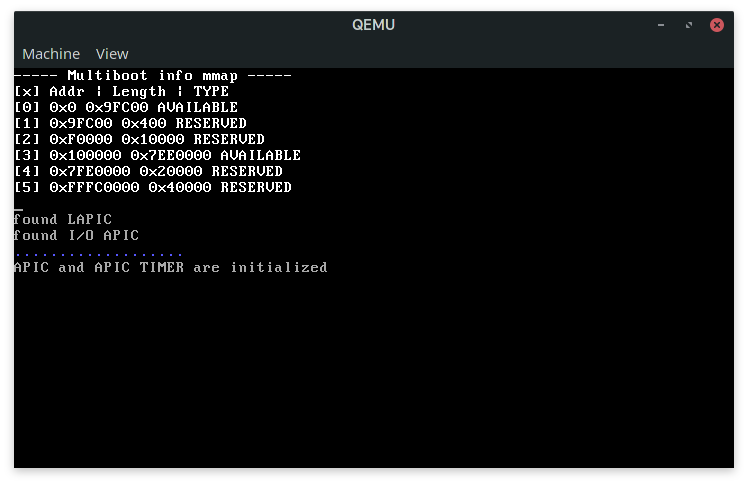 QEMU
Machine View
----- Multiboot info mmap -----
[x] Addr ¦ Length ¦ TYPE
[0] 0x0 0x9FC00 AVAILABLE
[1] 0x9FC00 0x400 RESERVED
[2] 0xF0000 0x10000 RESERVED
[3] 0x100000 0x7EE0000 AVAILABLE
[4] 0x7FE0000 0x20000 RESERVED
[5] 0xFFFC0000 0x40000 RESERVED
found LAPIC
found I/O APIC
...................
APIC and APIC TIMER are initialized